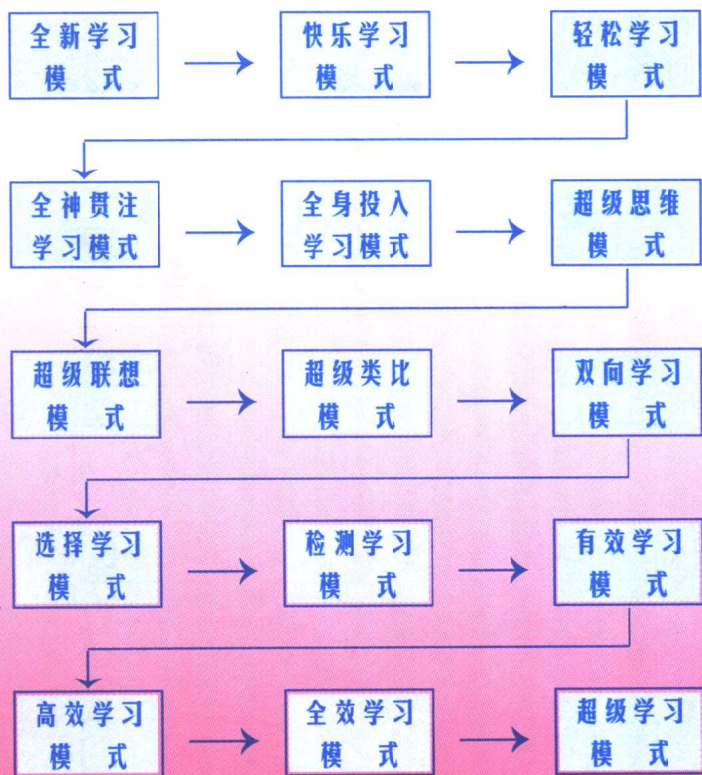 全新学习
模 式
快乐学习
模 式
轻松学习
模 式
全神贯注
学习模式
全身投入
学习模式
超级思维
模 式
超级联想
模 式
超级类比
模 式
双向学习
模 式
选择学习
模 式
检测学习
模 式
有效学习
模 式
高效学习
模 式
全效学习
模 式
超级学习
模 式